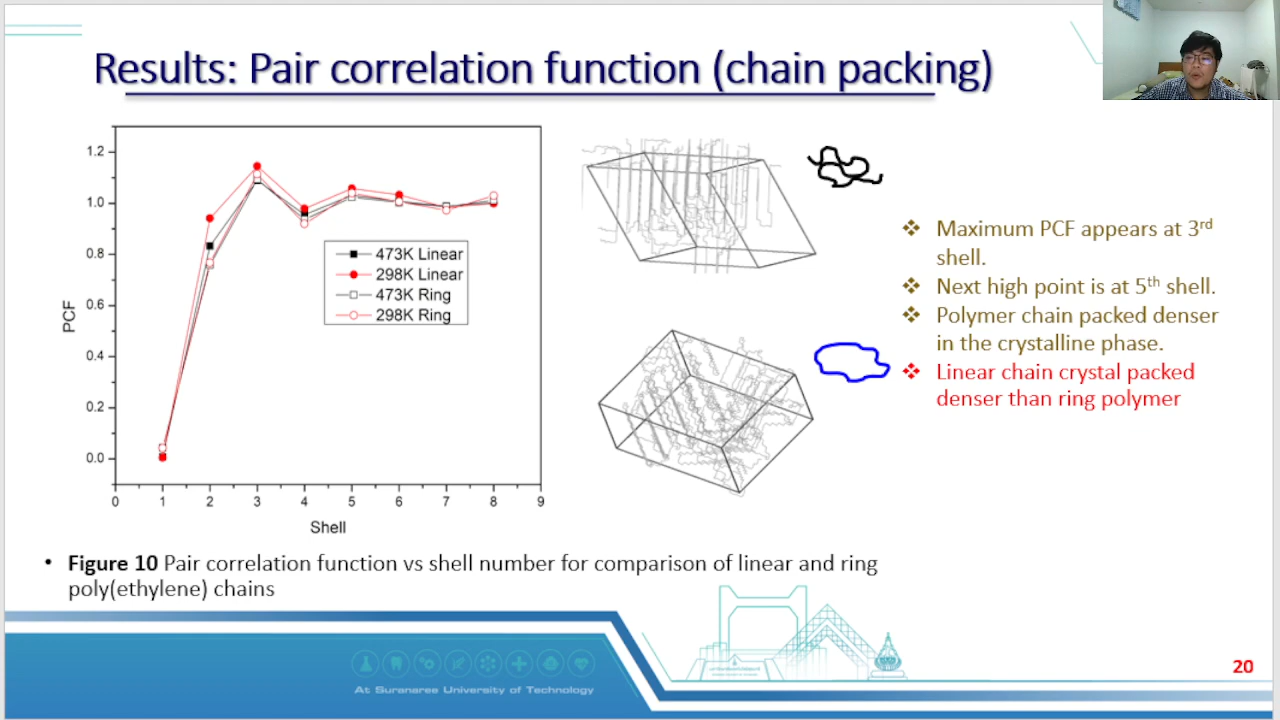 Results: Pair correlation function (chain packing)
1.2
1.0
0.8
0.6
0.4
0.2
0.0
PCF
473K Linear
298K Linear
473K Ring
298K Ring
0 1 2 3 4 5 6 7 8 9
Shell
❖ Maximum PCF appears at 3rd
shell.
❖ Next high point is at 5th shell.
❖ Polymer chain packed denser
in the crystalline phase.
❖ Linear chain crystal packed
denser than ring polymer
• Figure 10 Pair correlation function vs shell number for comparison of linear and ring
poly(ethylene) chains
At Suranaree University of Technology
20